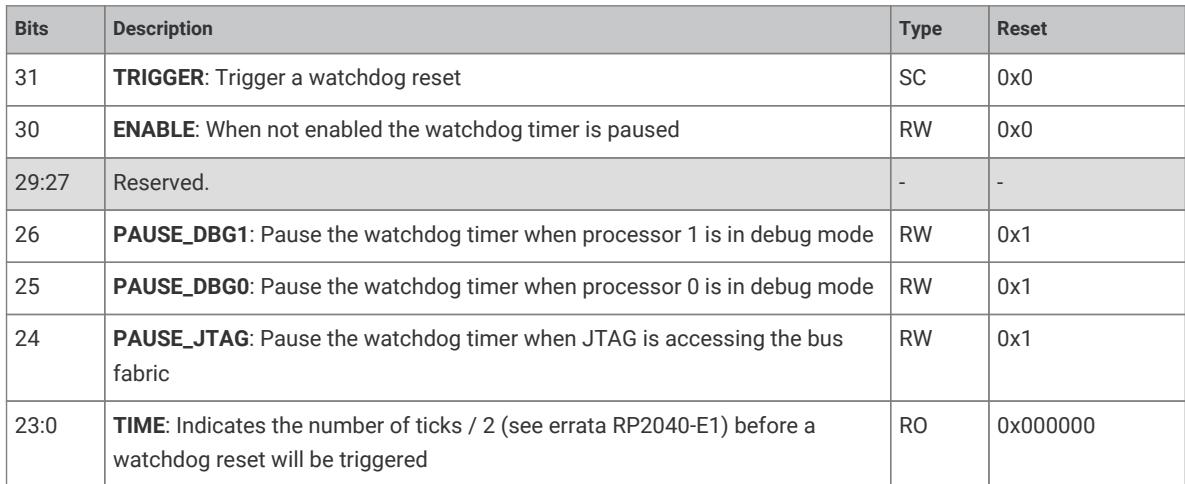 Bits Description Type Reset
31 TRIGGER: Trigger a watchdog reset SC 0x0
30 ENABLE: When not enabled the watchdog timer is paused RW 0x0
29:27 Reserved. - -
26 PAUSE_DBG1: Pause the watchdog timer when processor 1 is in debug mode RW 0x1
25 PAUSE_DBG0: Pause the watchdog timer when processor 0 is in debug mode RW 0x1
24 PAUSE_JTAG: Pause the watchdog timer when JTAG is accessing the bus RW 0x1
fabric
23:0 TIME: Indicates the number of ticks / 2 (see errata RP2040-E1) before a RO 0x000000
watchdog reset will be triggered